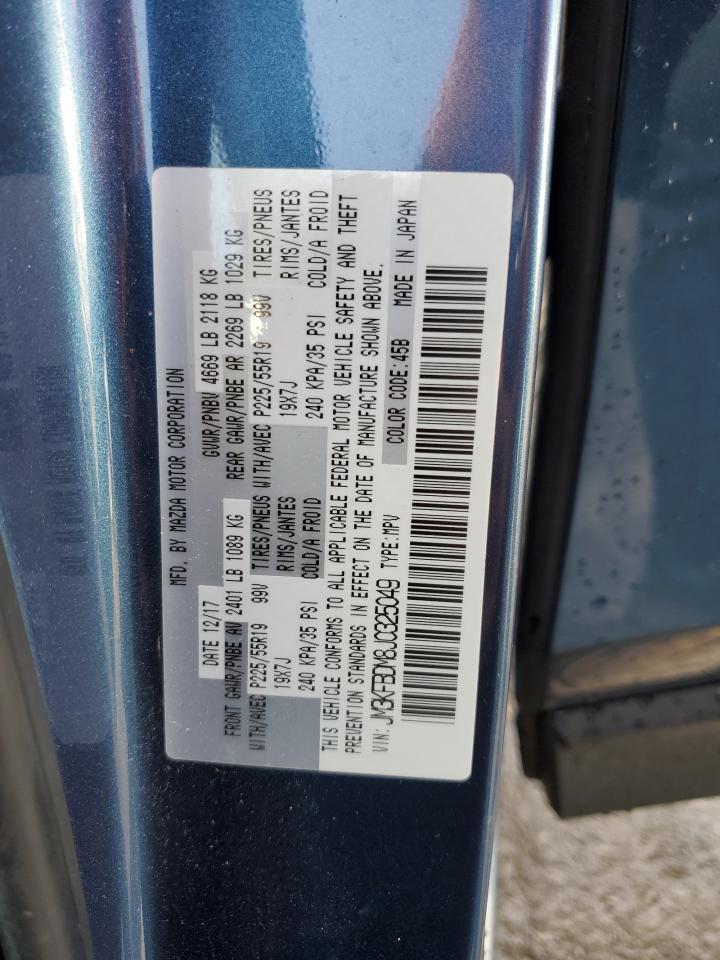 MFD. BY MAZDA MOTOR CORPORATION
DATE 12/17 GVWR/PNBV 4669 LB 2118 KG
FRONT GAWR/PNBE AV 2401 LB 1089 KG REAR GAWR/PNBE AR 2269 LB 1029 KG
WITH/AVEC P225/55R19 99V TIRES/PNEUS WITH/AVEC P225/55R19 99V TIRES/PNEUS
19X7J RIMS/JANTES 19X7J RIMS/JANTES
240 KPA/35 PSI COLD/A FROID 240 KPA/35 PSI COLD/A FROID
THIS VEHICLE CONFORMS TO ALL APPLICABLE FEDERAL MOTOR VEHICLE SAFETY AND THEFT
PREVENTION STANDARDS IN EFFECT ON THE DATE OF MANUFACTURE SHOWN ABOVE.
VIN: JM3KFBDM8J0325049 TYPE:MPV COLOR CODE:45B MADE IN JAPAN